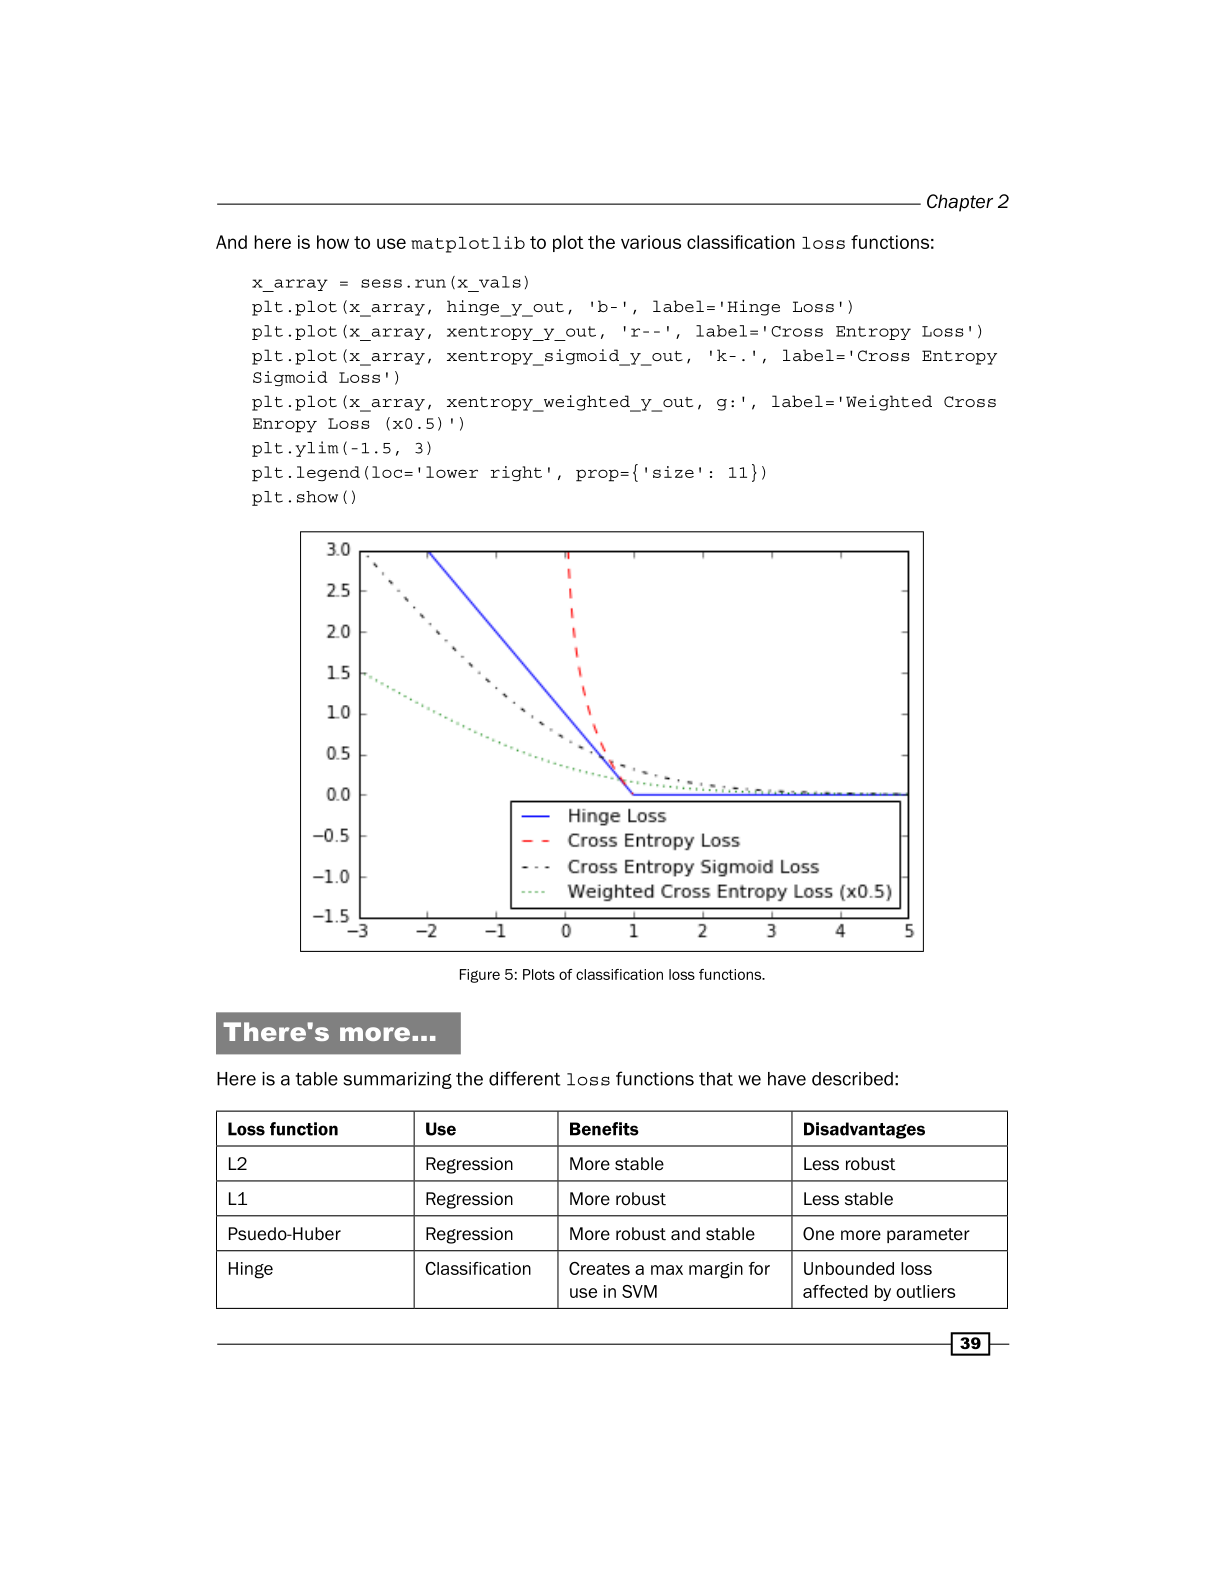 Chapter 2
And here is how to use matplotlib to plot the various classification loss functions:
x_array = sess.run(x_vals)
plt.plot(x_array, hinge_y_out, 'b-', label='Hinge Loss')
plt.plot(x_array, xentropy_y_out, 'r--', label='Cross Entropy Loss')
plt.plot(x_array, xentropy_sigmoid_y_out, 'k-.', label='Cross Entropy
Sigmoid Loss')
plt.plot(x_array, xentropy_weighted_y_out, g:', label='Weighted Cross
Enropy Loss (x0.5)')
plt.ylim(-1.5, 3)
plt.legend(loc='lower right', prop={'size': 11})
plt.show()
3.0
2.5
2.0
1.5
1.0
0.5
0.0
−0.5
−1.0
−1.5
Hinge Loss
Cross Entropy Loss
Cross Entropy Sigmoid Loss
Weighted Cross Entropy Loss (x0.5)
−3 −2 −1 0 1 2 3 4 5
Figure 5: Plots of classification loss functions.
There's more...
Here is a table summarizing the different loss functions that we have described:
Loss function Use Benefits Disadvantages
L2 Regression More stable Less robust
L1 Regression More robust Less stable
Psuedo-Huber Regression More robust and stable One more parameter
Hinge Classification Creates a max margin for Unbounded loss
use in SVM affected by outliers
39